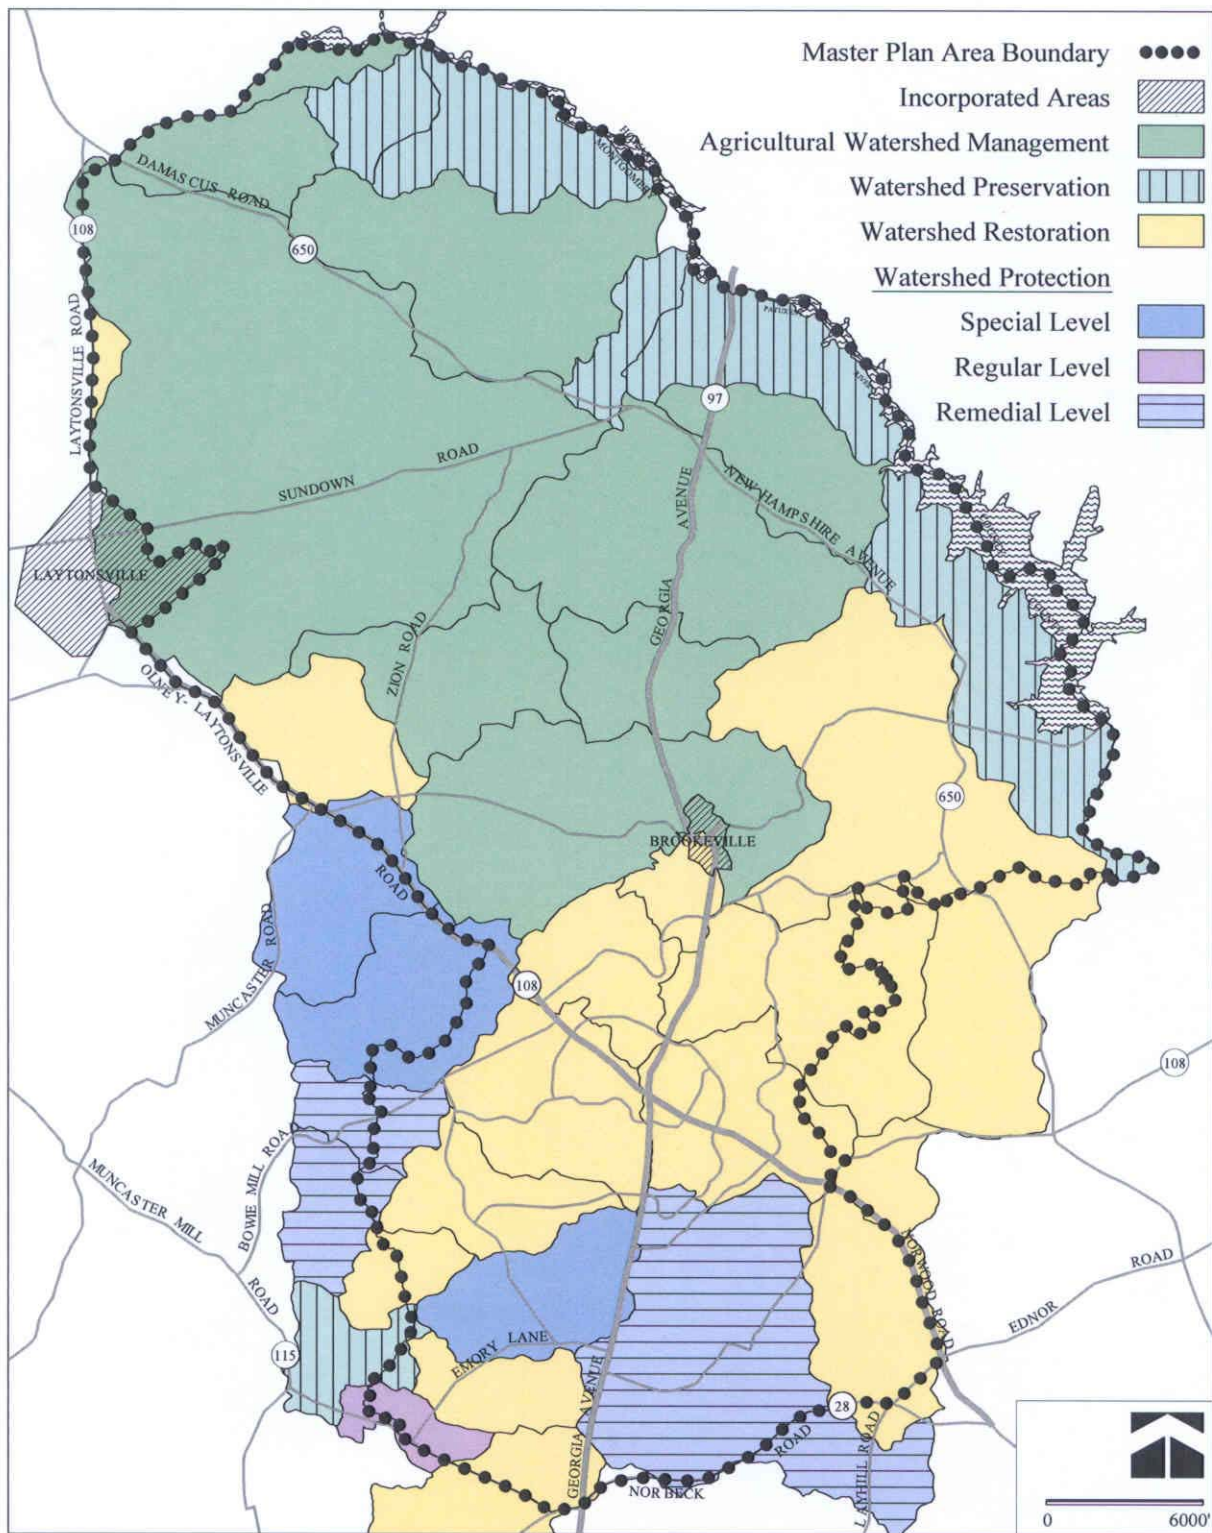 Master Plan Area Boundary
Incorporated Areas
Agricultural Watershed Management
Watershed Preservation
Watershed Restoration
Watershed Protection
Special Level
Regular Level
Remedial Level
MONTGOMERY
DAMASCUS ROAD
108
650
LAYTONSVILLE ROAD
PATUXENT
RIVER
97
SUNDOWN ROAD
AVENUE
NEW HAMPSHIRE AVENUE
LAYTONSVILLE
GEORGIA
ZION ROAD
OLNEY-LAYTONSVILLE
ROAD
650
BROOKEVILLE
MUNCASTER ROAD
108
108
BOWIE MILL ROAD
MUNCASTER MILL
ROAD
NORWOOD ROAD
ROAD
EDNOR
115
EMORY LANE
GEORGIA AVENUE
28
ROAD
LAYHILL ROAD
NORBECK
0 6000'